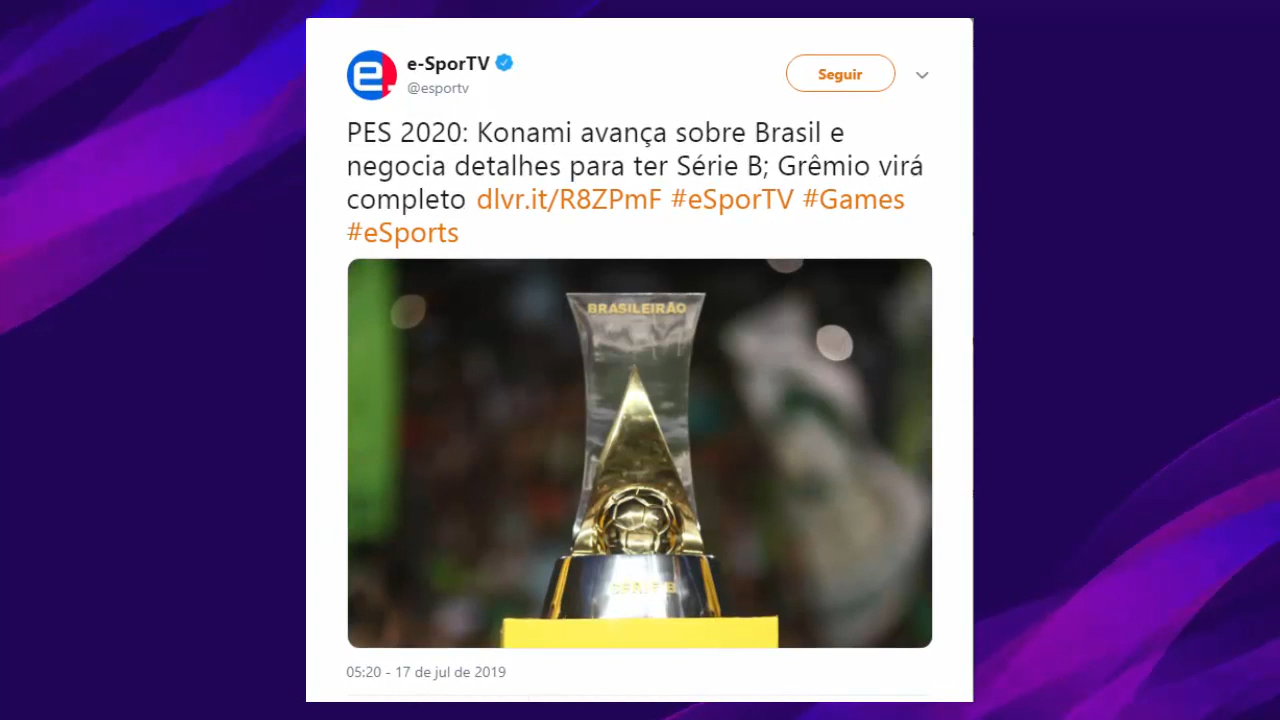 e-SporTV
@esportv
Seguir
PES 2020: Konami avança sobre Brasil e
negocia detalhes para ter Série B; Grêmio virá
completo dlvr.it/R8ZPmF #eSporTV #Games
#eSports
BRASILEIRÃO
05:20 - 17 de jul de 2019